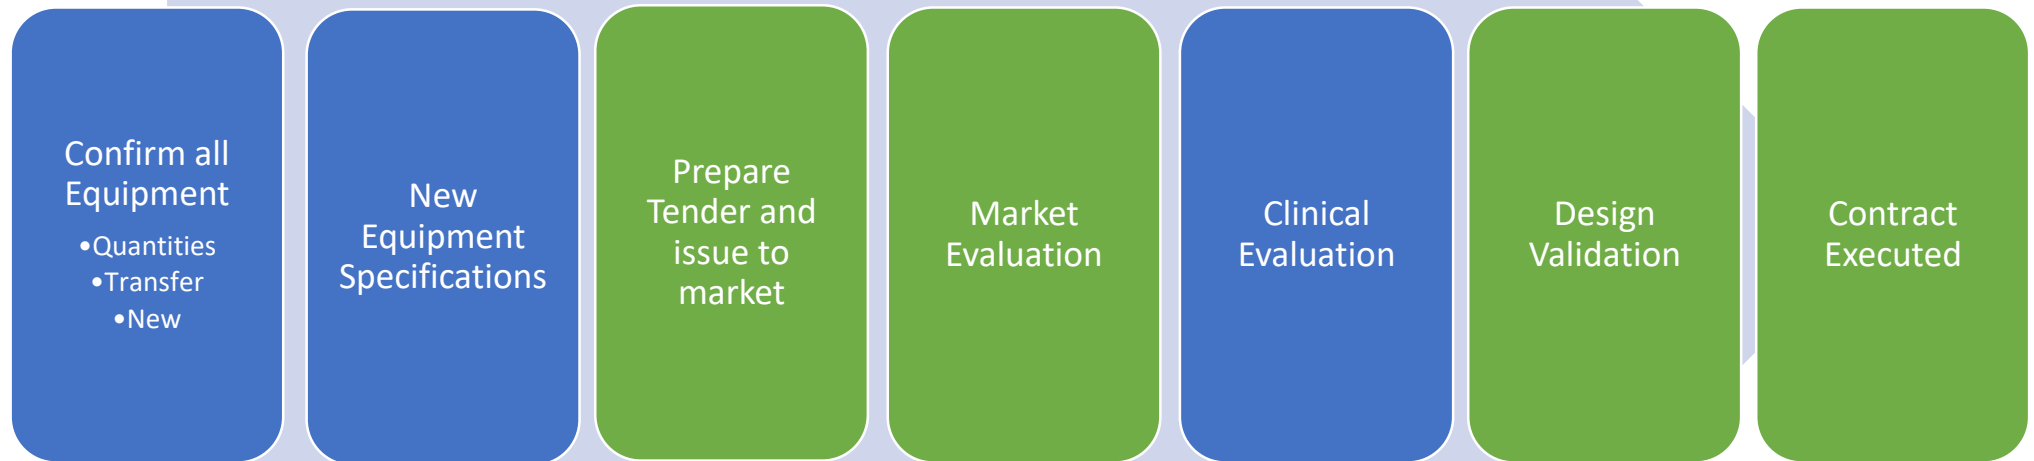 Confirm all
Equipment
•Quantities
•Transfer
•New
New
Equipment
Specifications
Prepare
Tender and
issue to
market
Market
Evaluation
Clinical
Evaluation
Design
Validation
Contract
Executed